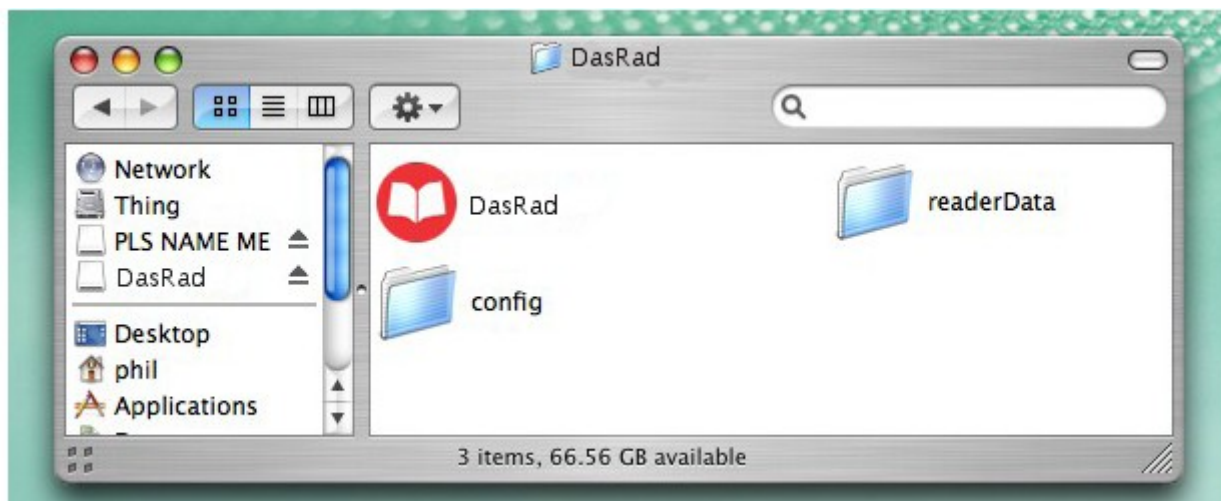 DasRad
Network
Thing
PLS NAME ME
DasRad
Desktop
phil
Applications
DasRad
readerData
config
3 items, 66.56 GB available